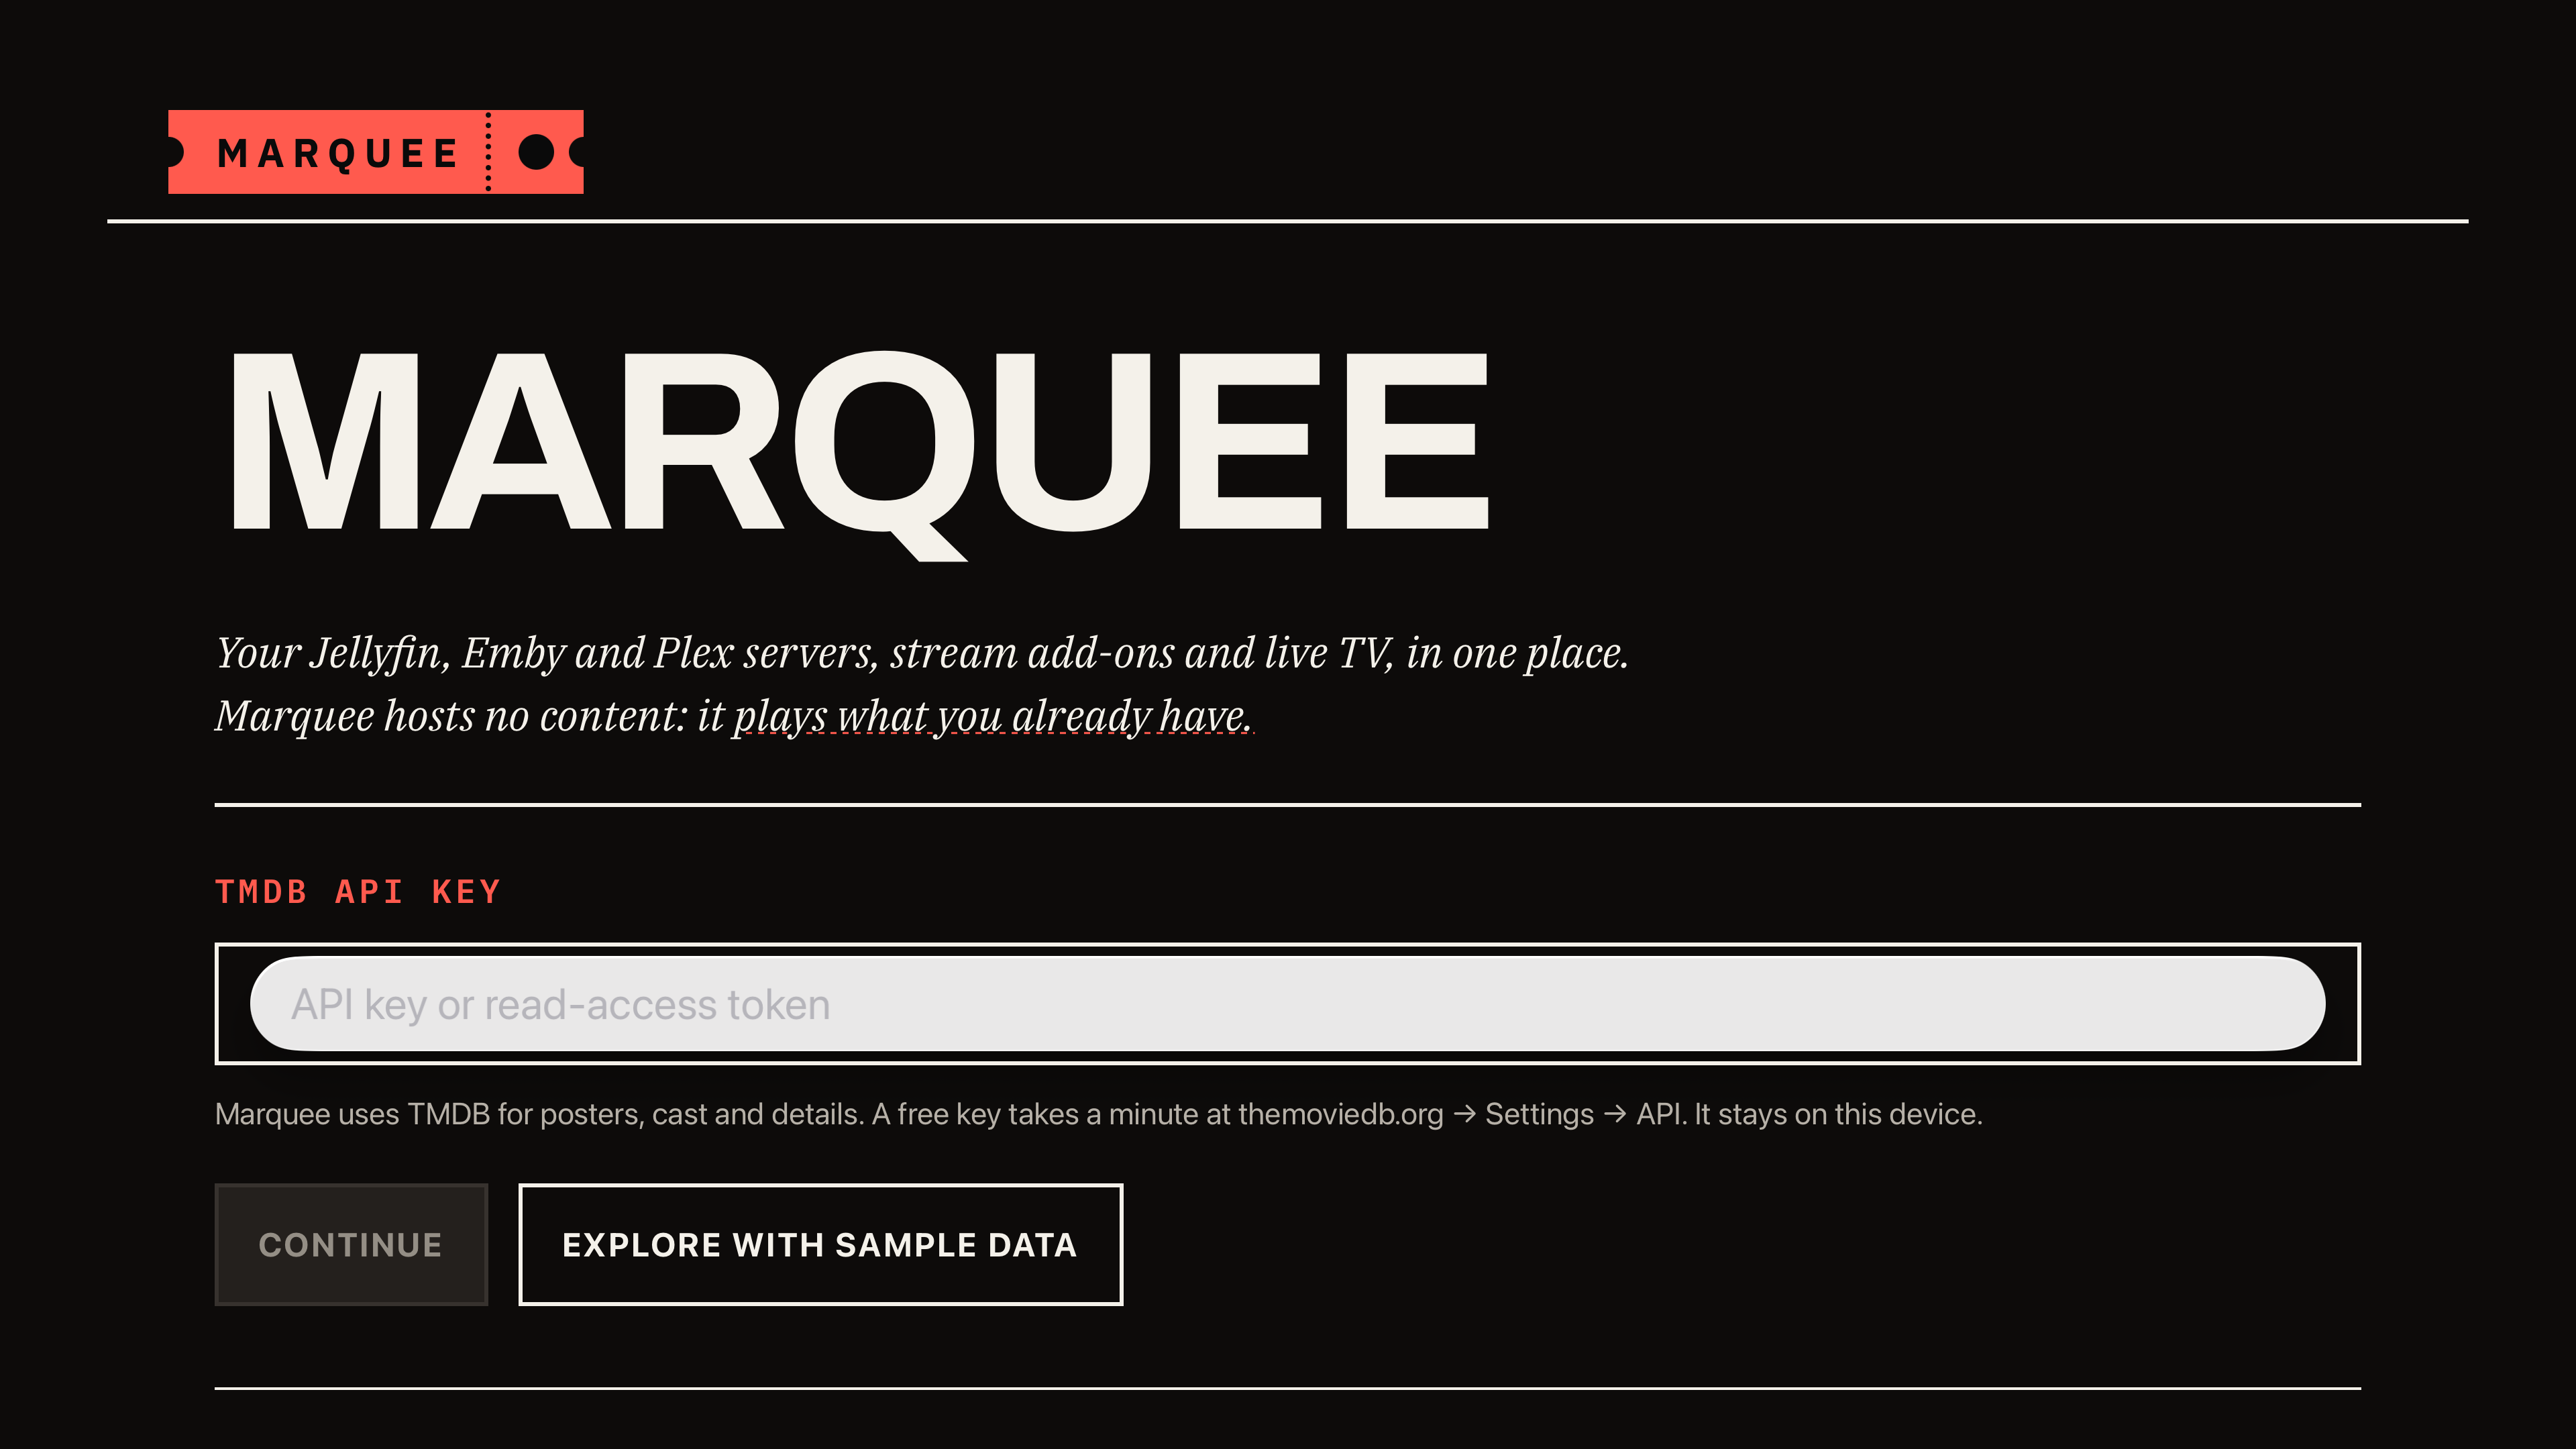 MARQUEE
MARQUEE
Your Jellyfin, Emby and Plex servers, stream add-ons and live TV, in one place.
Marquee hosts no content: it plays what you already have.
TMDB API KEY
API key or read-access token
Marquee uses TMDB for posters, cast and details. A free key takes a minute at themoviedb.org → Settings → API. It stays on this device.
CONTINUE
EXPLORE WITH SAMPLE DATA